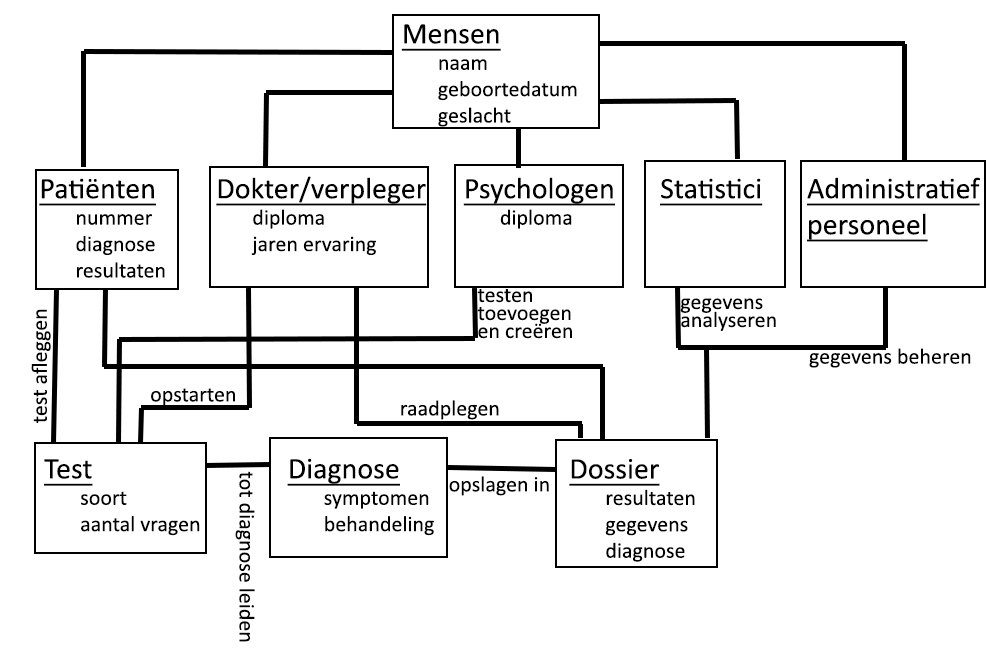 Mensen
naam
geboortedatum
geslacht
Patiënten
nummer
diagnose
resultaten
Dokter/verpleger
diploma
jaren ervaring
Psychologen
diploma
Statistici
Administratief
personeel
test afleggen
testen
toevoegen
en creëren
gegevens
analyseren
gegevens beheren
opstarten
raadplegen
Test
soort
aantal vragen
tot diagnose leiden
Diagnose
symptomen
behandeling
opslagen in
Dossier
resultaten
gegevens
diagnose